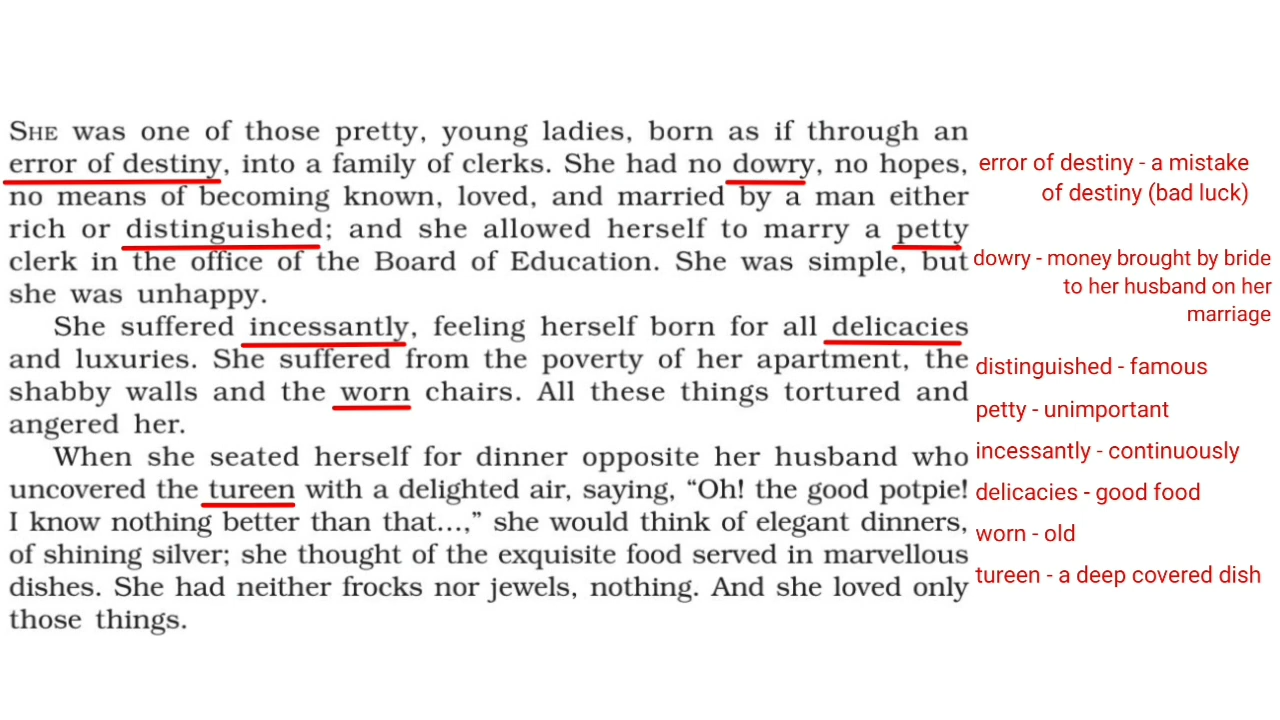 SHE was one of those pretty, young ladies, born as if through an
error of destiny, into a family of clerks. She had no dowry, no hopes,
no means of becoming known, loved, and married by a man either
rich or distinguished; and she allowed herself to marry a petty
clerk in the office of the Board of Education. She was simple, but
she was unhappy.
She suffered incessantly, feeling herself born for all delicacies
and luxuries. She suffered from the poverty of her apartment, the
shabby walls and the worn chairs. All these things tortured and
angered her.
When she seated herself for dinner opposite her husband who
uncovered the tureen with a delighted air, saying, “Oh! the good potpie!
I know nothing better than that...,” she would think of elegant dinners,
of shining silver; she thought of the exquisite food served in marvellous
dishes. She had neither frocks nor jewels, nothing. And she loved only
those things.
error of destiny - a mistake
of destiny (bad luck)
dowry - money brought by bride
to her husband on her
marriage
distinguished - famous
petty - unimportant
incessantly - continuously
delicacies - good food
worn - old
tureen - a deep covered dish